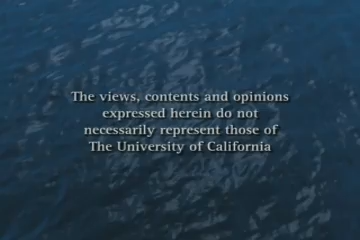 The views, contents and opinions
expressed herein do not
necessarily represent those of
The University of California